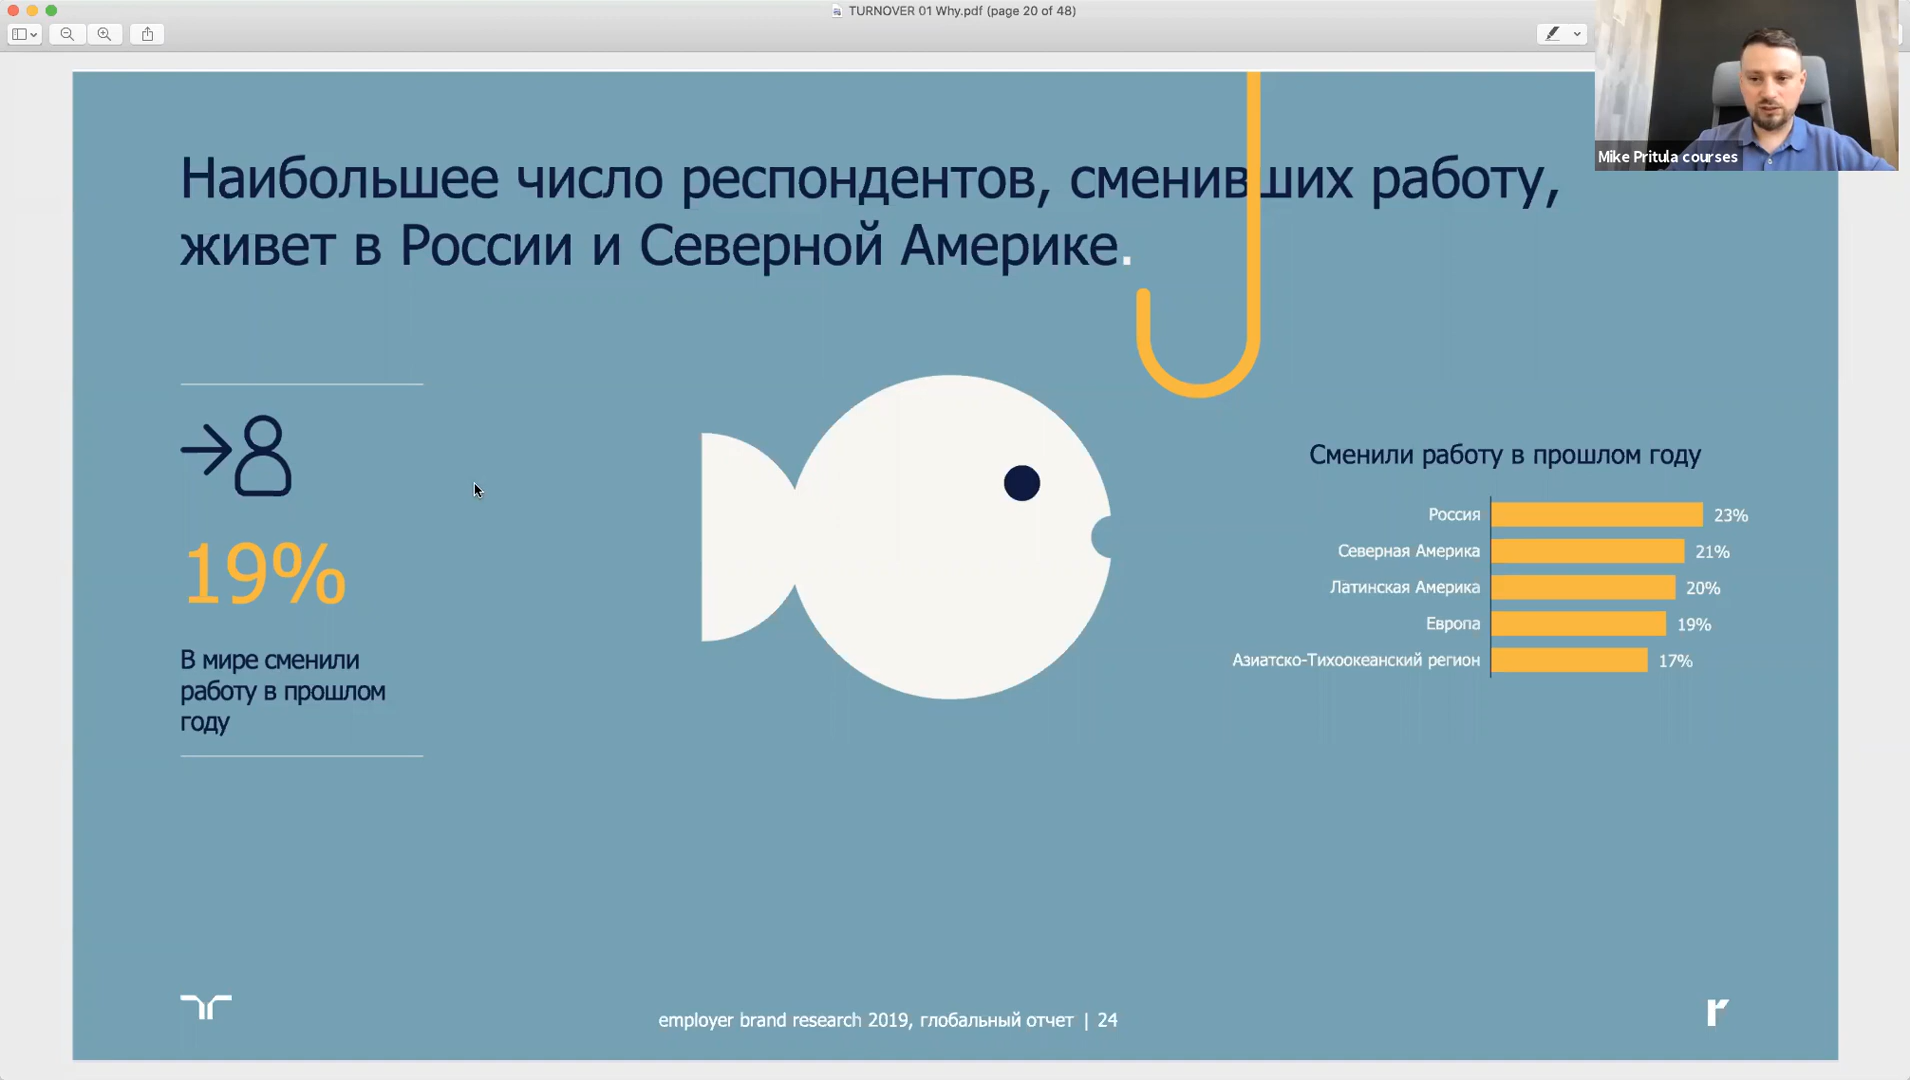 TURNOVER 01 Why.pdf (page 20 of 48)
Mike Pritula courses
Наибольшее число респондентов, сменивших работу,
живет в России и Северной Америке.
19%
В мире сменили
работу в прошлом
году
Сменили работу в прошлом году
Россия 23%
Северная Америка 21%
Латинская Америка 20%
Европа 19%
Азиатско-Тихоокеанский регион 17%
employer brand research 2019, глобальный отчет | 24